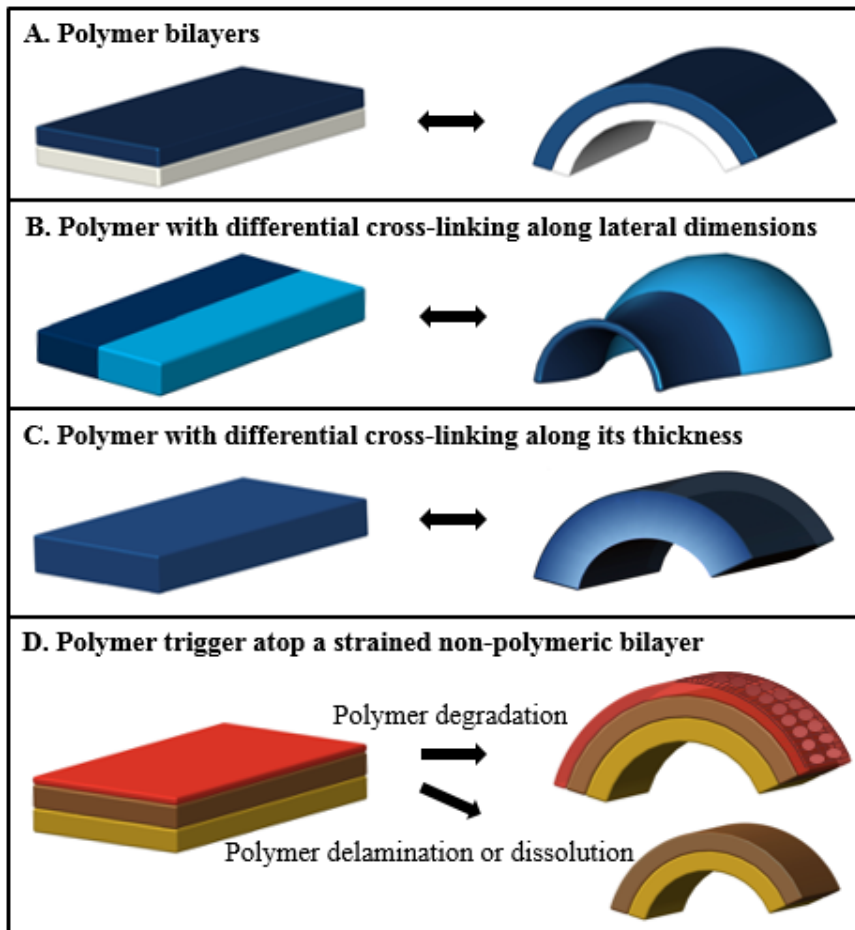 A. Polymer bilayers
B. Polymer with differential cross-linking along lateral dimensions
C. Polymer with differential cross-linking along its thickness
D. Polymer trigger atop a strained non-polymeric bilayer
Polymer degradation
Polymer delamination or dissolution